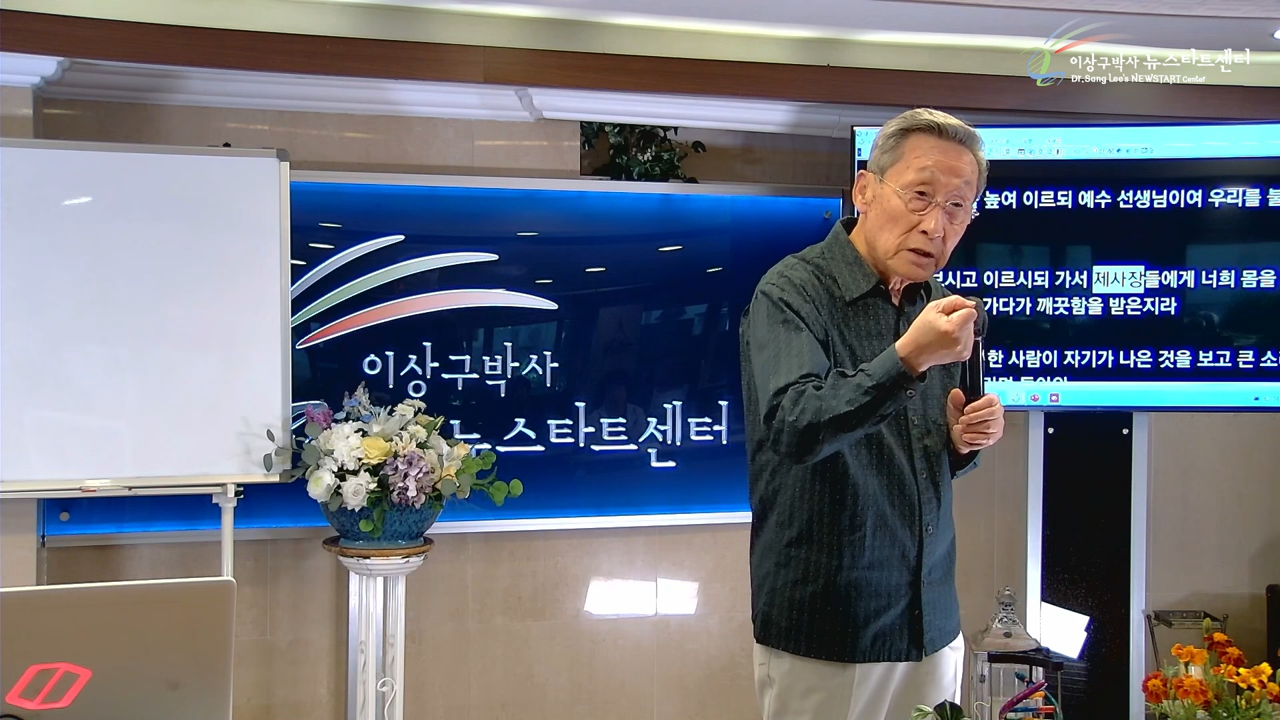 이상구박사 뉴스타트센터
Dr. Sang Lee's NEWSTART Center
높여 이르되 예수 선생님이여 우리를 불
보시고 이르시되 가서 제사장들에게 너희 몸을
가다가 깨끗함을 받은지라
한 사람이 자기가 나은 것을 보고 큰 소
이상구박사
뉴스타트센터